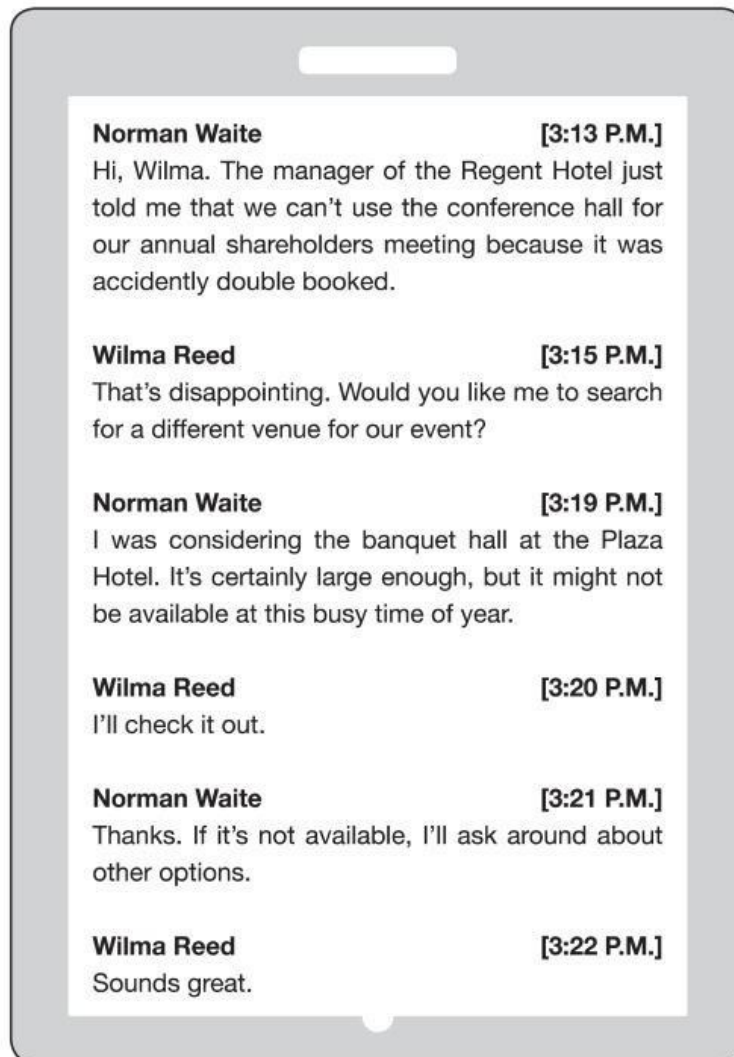 Norman Waite [3:13 P.M.]
Hi, Wilma. The manager of the Regent Hotel just
told me that we can't use the conference hall for
our annual shareholders meeting because it was
accidently double booked.
Wilma Reed [3:15 P.M.]
That's disappointing. Would you like me to search
for a different venue for our event?
Norman Waite [3:19 P.M.]
I was considering the banquet hall at the Plaza
Hotel. It's certainly large enough, but it might not
be available at this busy time of year.
Wilma Reed [3:20 P.M.]
I'll check it out.
Norman Waite [3:21 P.M.]
Thanks. If it's not available, I'll ask around about
other options.
Wilma Reed [3:22 P.M.]
Sounds great.